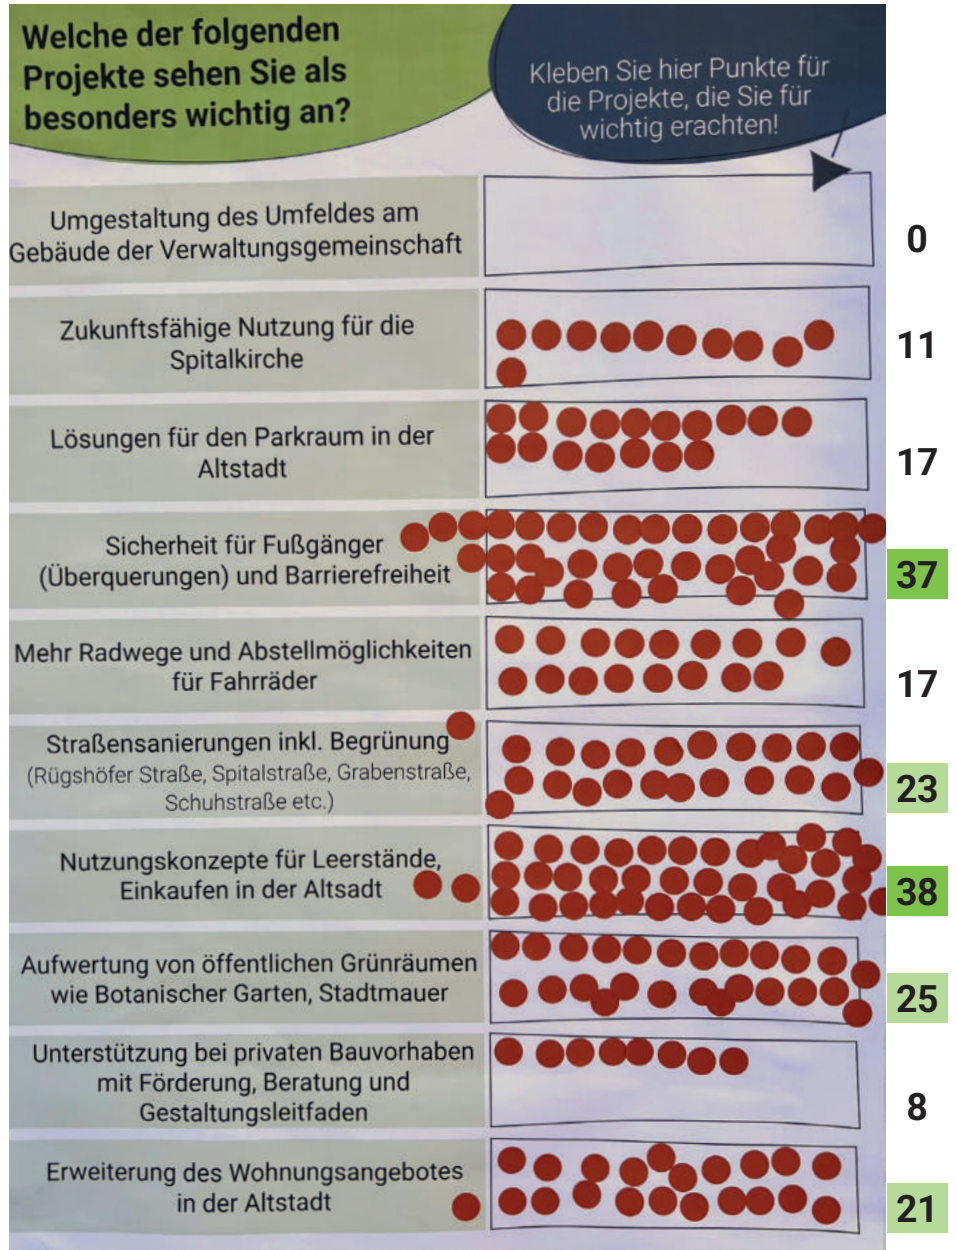 Welche der folgenden
Projekte sehen Sie als
besonders wichtig an?
Kleben Sie hier Punkte für
die Projekte, die Sie für
wichtig erachten!
Umgestaltung des Umfeldes am
Gebäude der Verwaltungsgemeinschaft
0
Zukunftsfähige Nutzung für die
Spitalkirche
11
Lösungen für den Parkraum in der
Altstadt
17
Sicherheit für Fußgänger
(Überquerungen) und Barrierefreiheit
37
Mehr Radwege und Abstellmöglichkeiten
für Fahrräder
17
Straßensanierungen inkl. Begrünung
(Rügshöfer Straße, Spitalstraße, Grabenstraße,
Schuhstraße etc.)
23
Nutzungskonzepte für Leerstände,
Einkaufen in der Altsadt
38
Aufwertung von öffentlichen Grünräumen
wie Botanischer Garten, Stadtmauer
25
Unterstützung bei privaten Bauvorhaben
mit Förderung, Beratung und
Gestaltungsleitfaden
8
Erweiterung des Wohnungsangebotes
in der Altstadt
21